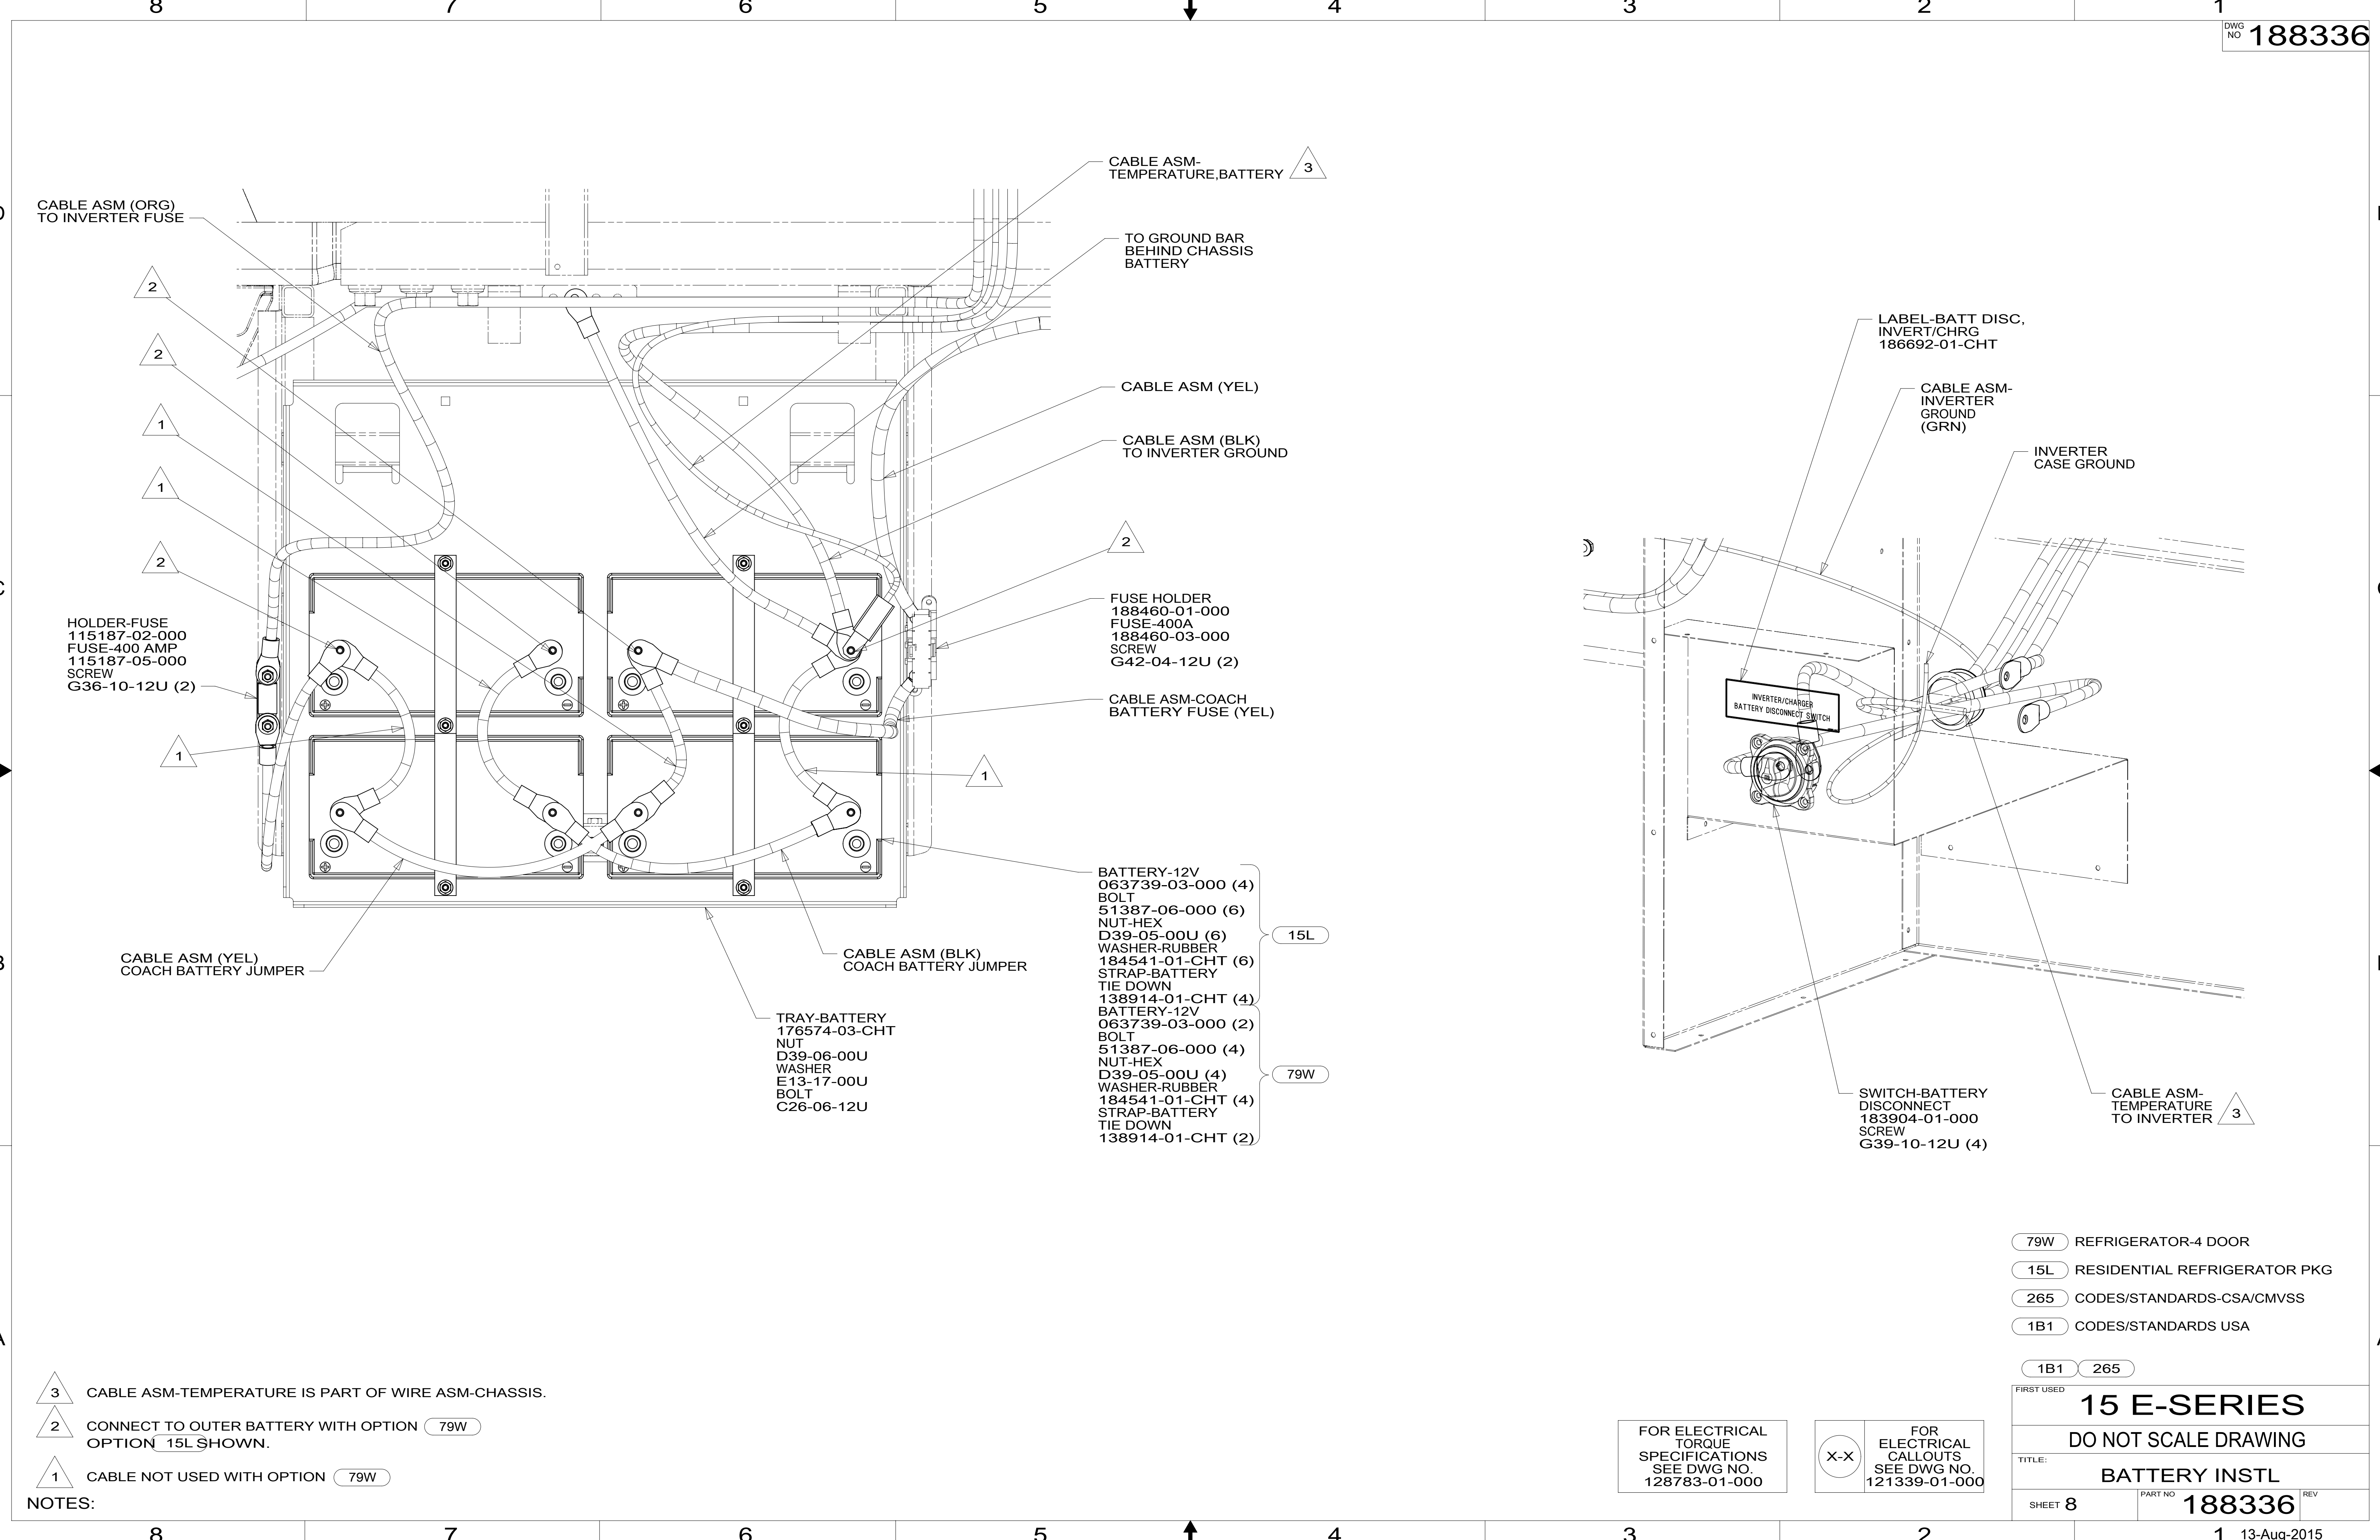 8 7 6 5 4 3 2 1
DWG NO 188336
CABLE ASM-
TEMPERATURE,BATTERY 3
CABLE ASM (ORG)
TO INVERTER FUSE
TO GROUND BAR
BEHIND CHASSIS
BATTERY
2
2
1
1
2
CABLE ASM (YEL)
CABLE ASM (BLK)
TO INVERTER GROUND
2
HOLDER-FUSE
115187-02-000
FUSE-400 AMP
115187-05-000
SCREW
G36-10-12U (2)
FUSE HOLDER
188460-01-000
FUSE-400A
188460-03-000
SCREW
G42-04-12U (2)
CABLE ASM-COACH
BATTERY FUSE (YEL)
1
1
CABLE ASM (YEL)
COACH BATTERY JUMPER
CABLE ASM (BLK)
COACH BATTERY JUMPER
TRAY-BATTERY
176574-03-CHT
NUT
D39-06-00U
WASHER
E13-17-00U
BOLT
C26-06-12U
BATTERY-12V
063739-03-000 (4)
BOLT
51387-06-000 (6)
NUT-HEX
D39-05-00U (6)
WASHER-RUBBER
184541-01-CHT (6)
STRAP-BATTERY
TIE DOWN
138914-01-CHT (4)
15L
BATTERY-12V
063739-03-000 (2)
BOLT
51387-06-000 (4)
NUT-HEX
D39-05-00U (4)
WASHER-RUBBER
184541-01-CHT (4)
STRAP-BATTERY
TIE DOWN
138914-01-CHT (2)
79W
LABEL-BATT DISC,
INVERT/CHRG
186692-01-CHT
CABLE ASM-
INVERTER
GROUND
(GRN)
INVERTER
CASE GROUND
INVERTER/CHARGER
BATTERY DISCONNECT SWITCH
SWITCH-BATTERY
DISCONNECT
183904-01-000
SCREW
G39-10-12U (4)
CABLE ASM-
TEMPERATURE
TO INVERTER 3
79W REFRIGERATOR-4 DOOR
15L RESIDENTIAL REFRIGERATOR PKG
265 CODES/STANDARDS-CSA/CMVSS
1B1 CODES/STANDARDS USA
1B1 265
3 CABLE ASM-TEMPERATURE IS PART OF WIRE ASM-CHASSIS.
2 CONNECT TO OUTER BATTERY WITH OPTION 79W
OPTION 15L SHOWN.
1 CABLE NOT USED WITH OPTION 79W
NOTES:
FOR ELECTRICAL
TORQUE
SPECIFICATIONS
SEE DWG NO.
128783-01-000
X-X
FOR
ELECTRICAL
CALLOUTS
SEE DWG NO.
121339-01-000
FIRST USED
15 E-SERIES
DO NOT SCALE DRAWING
TITLE:
BATTERY INSTL
SHEET 8 PART NO 188336 REV
8 7 6 5 4 3 2 1
13-Aug-2015